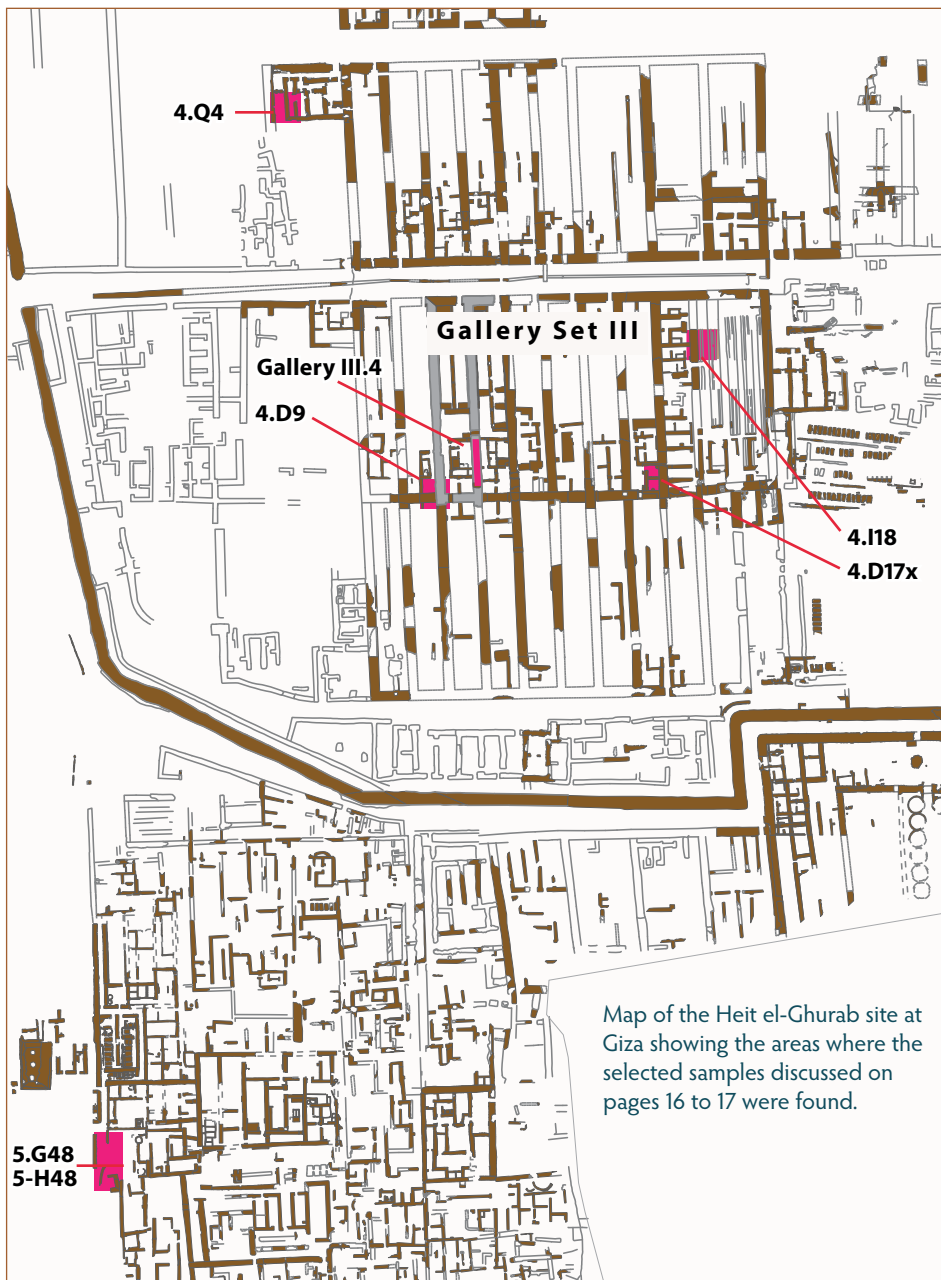 4.Q4
Gallery Set III
Gallery III.4
4.D9
4.I18
4.D17x
Map of the Heit el-Ghurab site at
Giza showing the areas where the
selected samples discussed on
pages 16 to 17 were found.
5.G48
5-H48